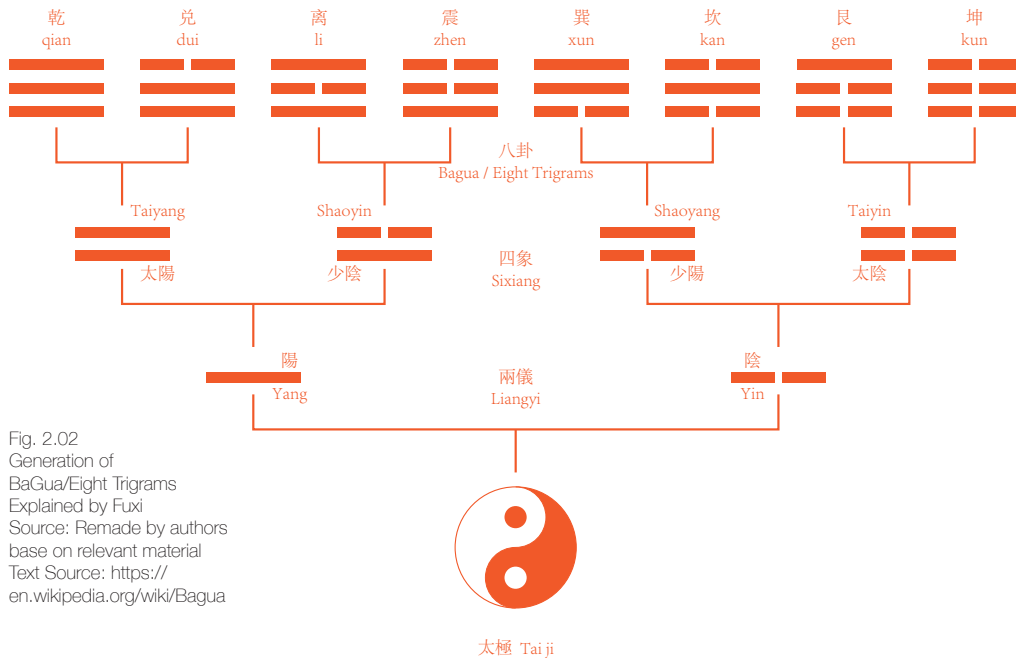 乾 兑 离 震 巽 坎 艮 坤
qian dui li zhen xun kan gen kun
八卦
Bagua / Eight Trigrams
Taiyang Shaoyin Shaoyang Taiyin
四象
Sixiang
太陽 少陰 少陽 太陰
陽 陰
兩儀
Liangyi
Yang Yin
Fig. 2.02
Generation of
BaGua/Eight Trigrams
Explained by Fuxi
Source: Remade by authors
base on relevant material
Text Source: https://
en.wikipedia.org/wiki/Bagua
太極 Tai ji